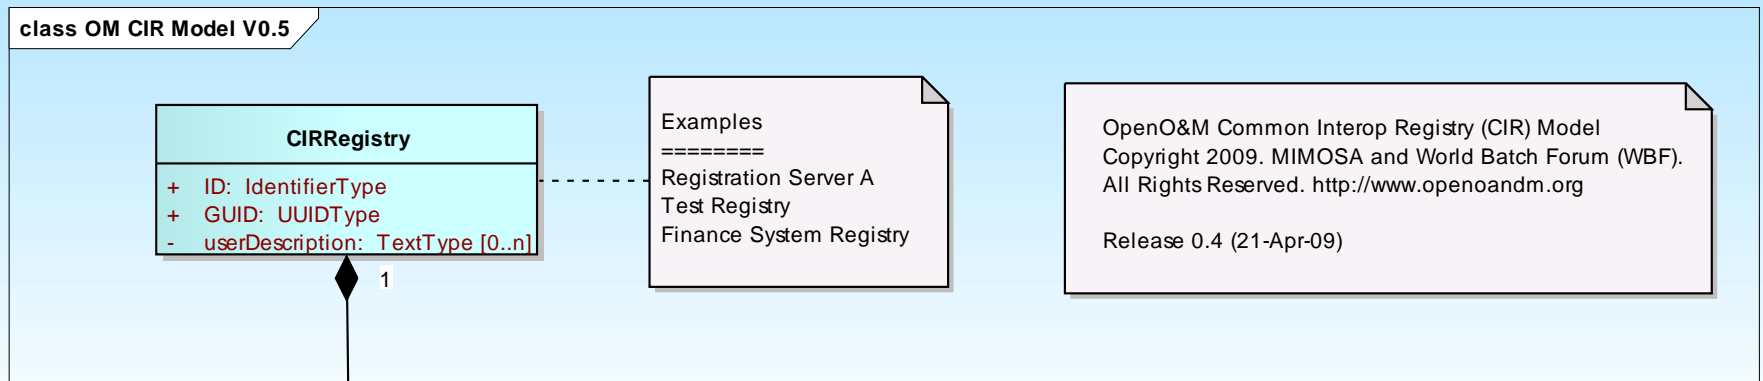 class OM CIR Model V0.5
CIRRegistry
+ ID: IdentifierType
+ GUID: UUIDType
- userDescription: TextType [0..n]
1
Examples
========
Registration Server A
Test Registry
Finance System Registry
OpenO&M Common Interop Registry (CIR) Model
Copyright 2009. MIMOSA and World Batch Forum (WBF).
All Rights Reserved. http://www.openoandm.org
Release 0.4 (21-Apr-09)